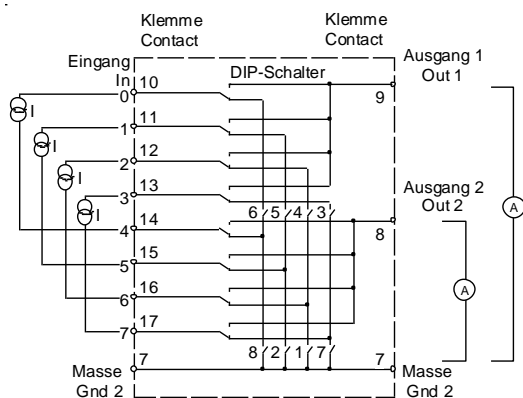 Klemme
Contact
Klemme
Contact
Eingang
In
DIP-Schalter
Ausgang 1
Out 1
0 10
9
I
1 11
I
2 12
I
3 13
I
6 5 4 3
Ausgang 2
Out 2
4 14
8
A
5 15
6 16
A
7 17
8 2 1 7
Masse
Gnd 2
7
7
Masse
Gnd 2